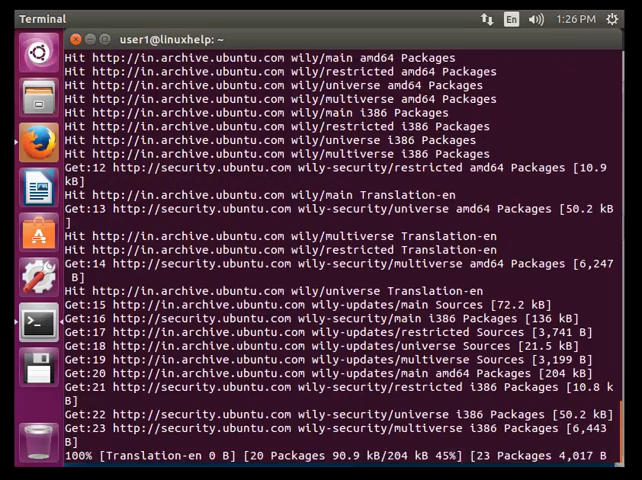 Terminal
En
1:26 PM
user1@linuxhelp: ~
Hit http://in.archive.ubuntu.com wily/main amd64 Packages
Hit http://in.archive.ubuntu.com wily/restricted amd64 Packages
Hit http://in.archive.ubuntu.com wily/universe amd64 Packages
Hit http://in.archive.ubuntu.com wily/multiverse amd64 Packages
Hit http://in.archive.ubuntu.com wily/main i386 Packages
Hit http://in.archive.ubuntu.com wily/restricted i386 Packages
Hit http://in.archive.ubuntu.com wily/universe i386 Packages
Hit http://in.archive.ubuntu.com wily/multiverse i386 Packages
Get:12 http://security.ubuntu.com wily-security/restricted amd64 Packages [10.9
kB]
Hit http://in.archive.ubuntu.com wily/main Translation-en
Get:13 http://security.ubuntu.com wily-security/universe amd64 Packages [50.2 kB
]
Hit http://in.archive.ubuntu.com wily/multiverse Translation-en
Hit http://in.archive.ubuntu.com wily/restricted Translation-en
Get:14 http://security.ubuntu.com wily-security/multiverse amd64 Packages [6,247
B]
Hit http://in.archive.ubuntu.com wily/universe Translation-en
Get:15 http://in.archive.ubuntu.com wily-updates/main Sources [72.2 kB]
Get:16 http://security.ubuntu.com wily-security/main i386 Packages [136 kB]
Get:17 http://in.archive.ubuntu.com wily-updates/restricted Sources [3,741 B]
Get:18 http://in.archive.ubuntu.com wily-updates/universe Sources [21.5 kB]
Get:19 http://in.archive.ubuntu.com wily-updates/multiverse Sources [3,199 B]
Get:20 http://in.archive.ubuntu.com wily-updates/main amd64 Packages [204 kB]
Get:21 http://security.ubuntu.com wily-security/restricted i386 Packages [10.8 k
B]
Get:22 http://security.ubuntu.com wily-security/universe i386 Packages [50.2 kB]
Get:23 http://security.ubuntu.com wily-security/multiverse i386 Packages [6,443
B]
100% [Translation-en 0 B] [20 Packages 90.9 kB/204 kB 45%] [23 Packages 4,017 B